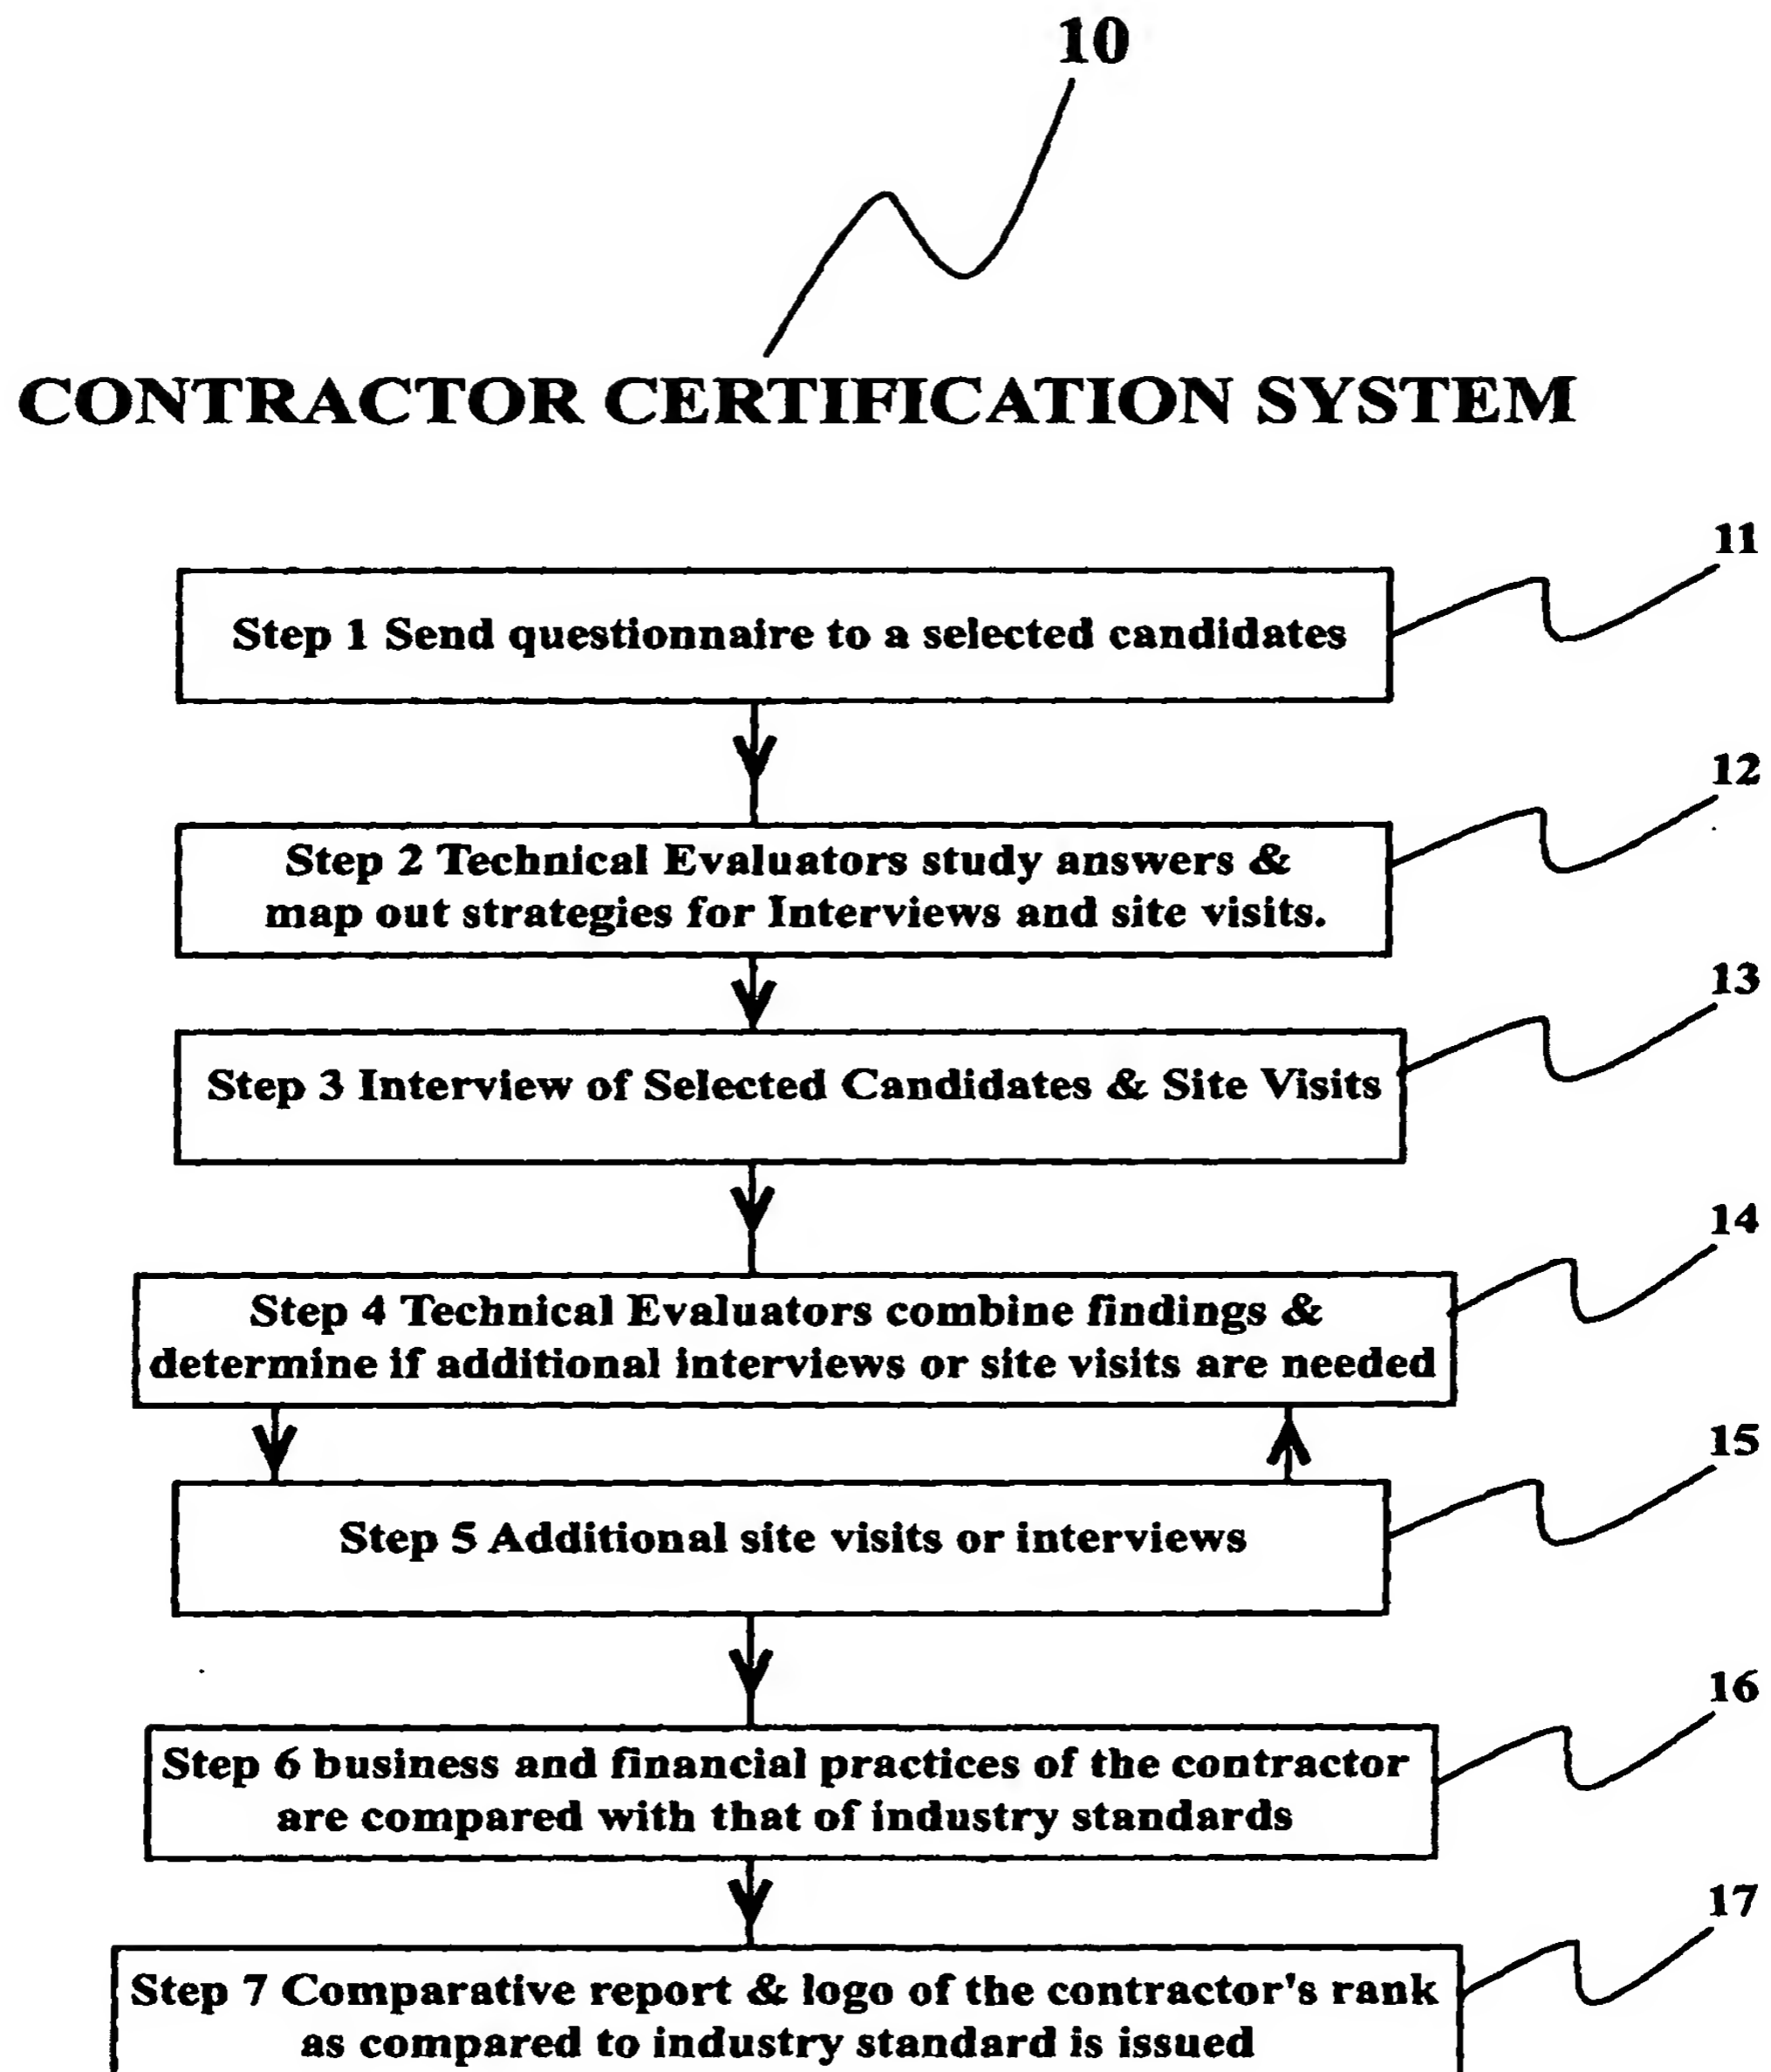 10
CONTRACTOR CERTIFICATION SYSTEM
11
Step 1 Send questionnaire to a selected candidates
12
Step 2 Technical Evaluators study answers &
map out strategies for Interviews and site visits.
13
Step 3 Interview of Selected Candidates & Site Visits
14
Step 4 Technical Evaluators combine findings &
determine if additional interviews or site visits are needed
15
Step 5 Additional site visits or interviews
16
Step 6 business and financial practices of the contractor
are compared with that of industry standards
17
Step 7 Comparative report & logo of the contractor's rank
as compared to industry standard is issued